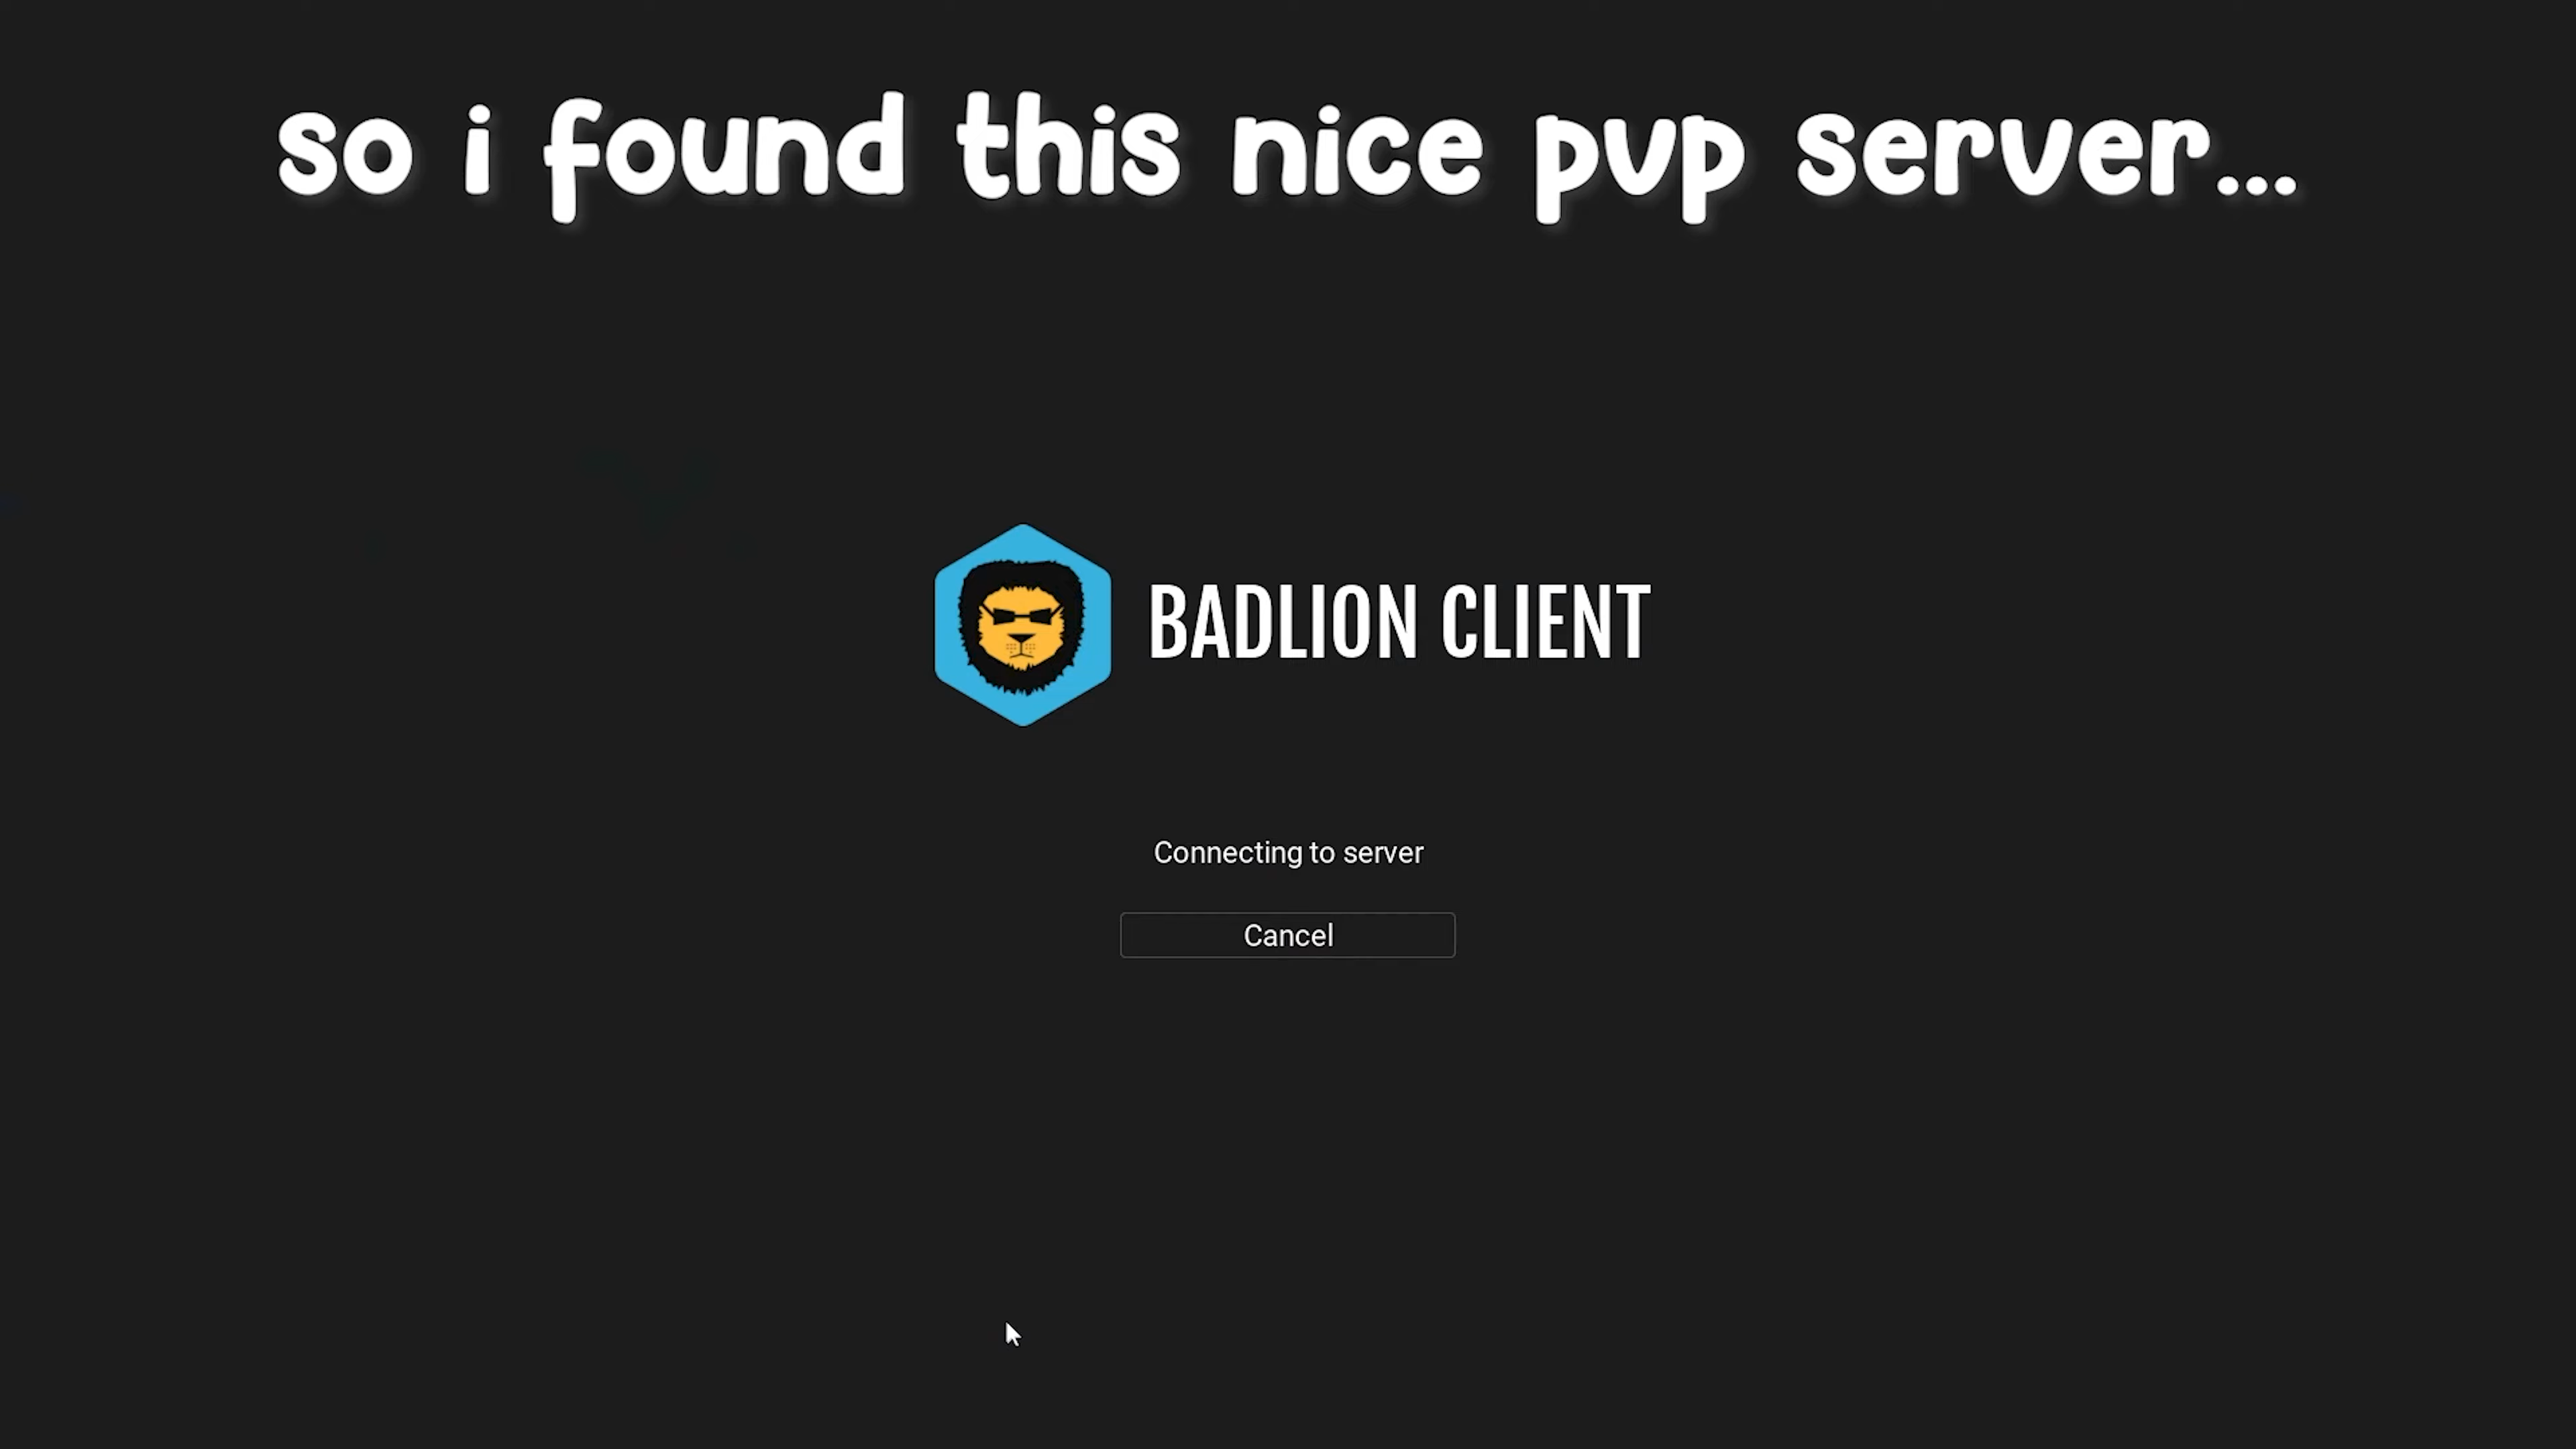 so i found this nice pvp server...
BADLION CLIENT
Connecting to server
Cancel